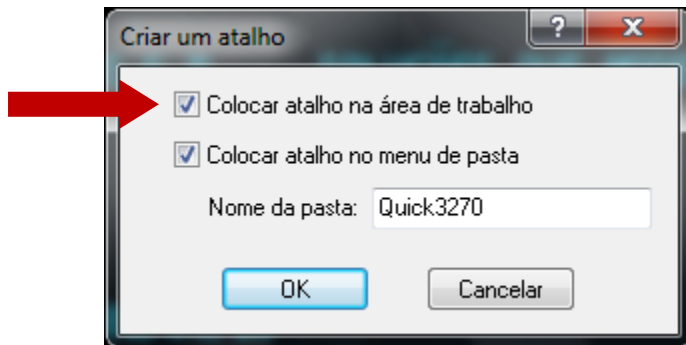 Criar um atalho
?
Colocar atalho na área de trabalho
Colocar atalho no menu de pasta
Nome da pasta: Quick3270
OK Cancelar